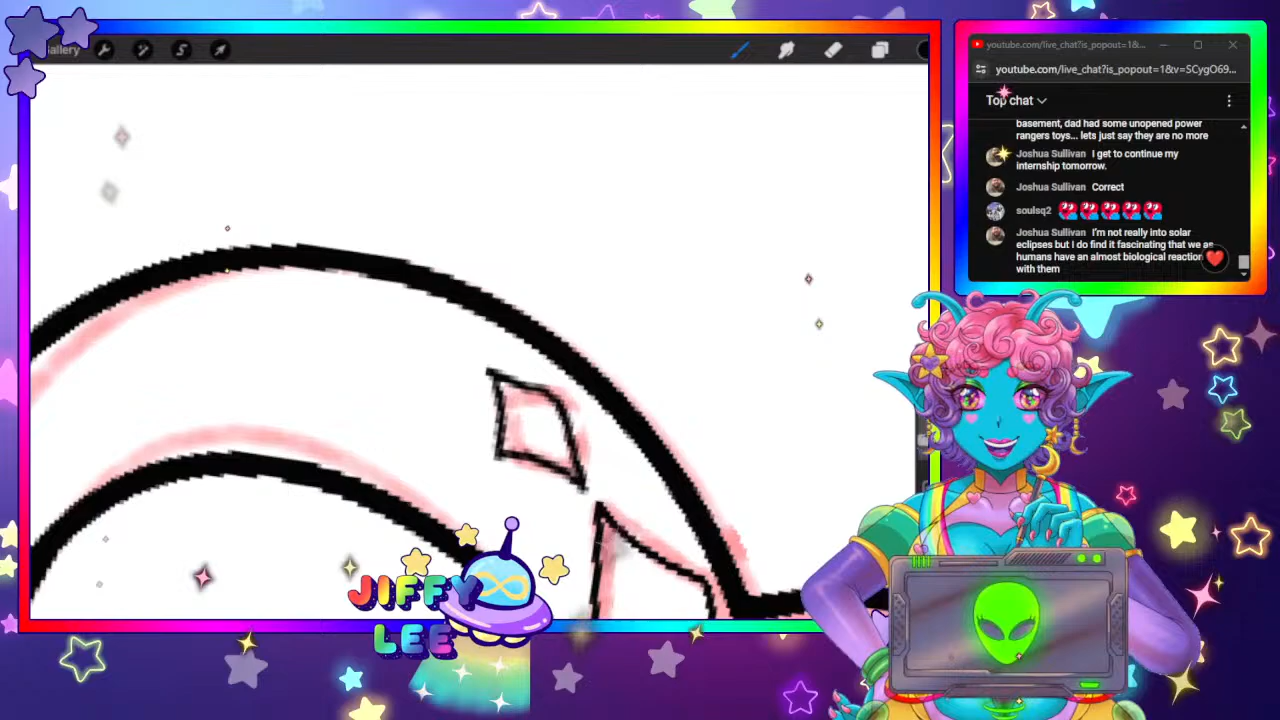 allery
youtube.com/live_chat?is_popout=1&l...
youtube.com/live_chat?is_popout=1&v=SCygO69...
Top chat
basement, dad had some unopened power
rangers toys... lets just say they are no more
Joshua Sullivan I get to continue my
internship tomorrow.
Joshua Sullivan Correct
soulsq2
Joshua Sullivan I'm not really into solar
eclipses but I do find it fascinating that we as
humans have an almost biological reaction
with them
JIFFY
LEE